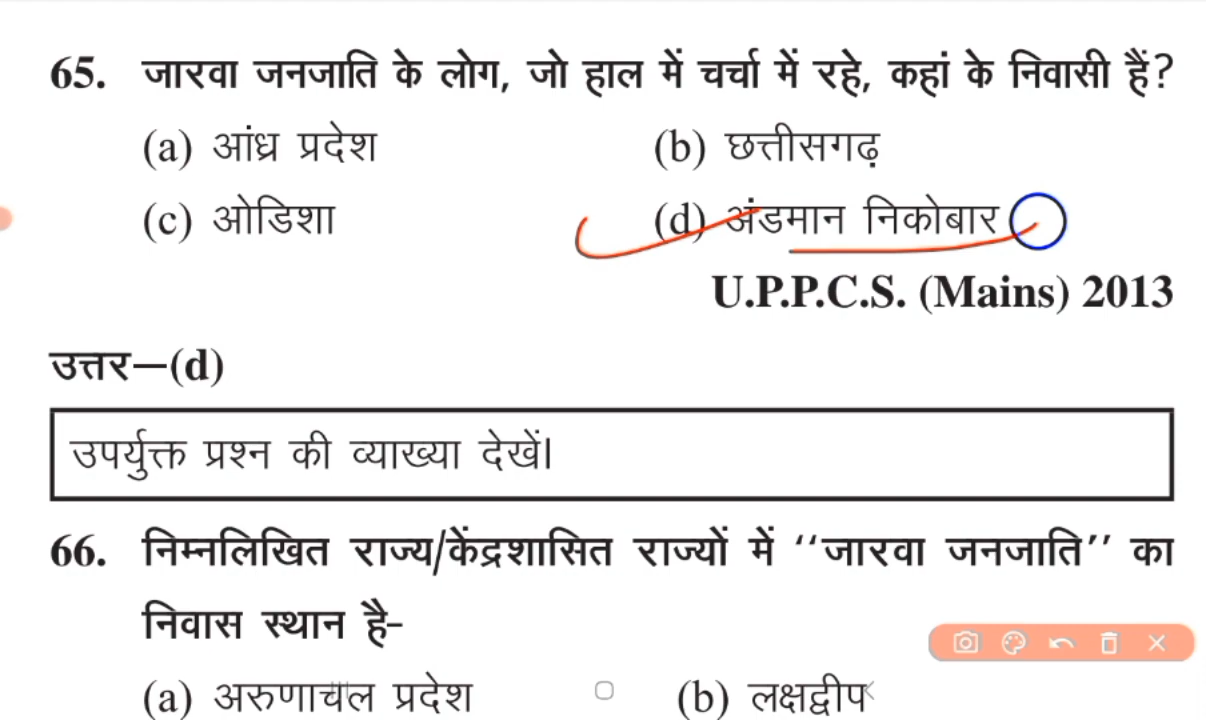 65. जारवा जनजाति के लोग, जो हाल में चर्चा में रहे, कहां के निवासी हैं?
(a) आंध्र प्रदेश (b) छत्तीसगढ़
(c) ओडिशा (d) अंडमान निकोबार
U.P.P.C.S. (Mains) 2013
उत्तर—(d)
उपर्युक्त प्रश्न की व्याख्या देखें।
66. निम्नलिखित राज्य/केंद्रशासित राज्यों में ‘‘जारवा जनजाति’’ का
निवास स्थान है-
(a) अरुणाचल प्रदेश (b) लक्षद्वीप